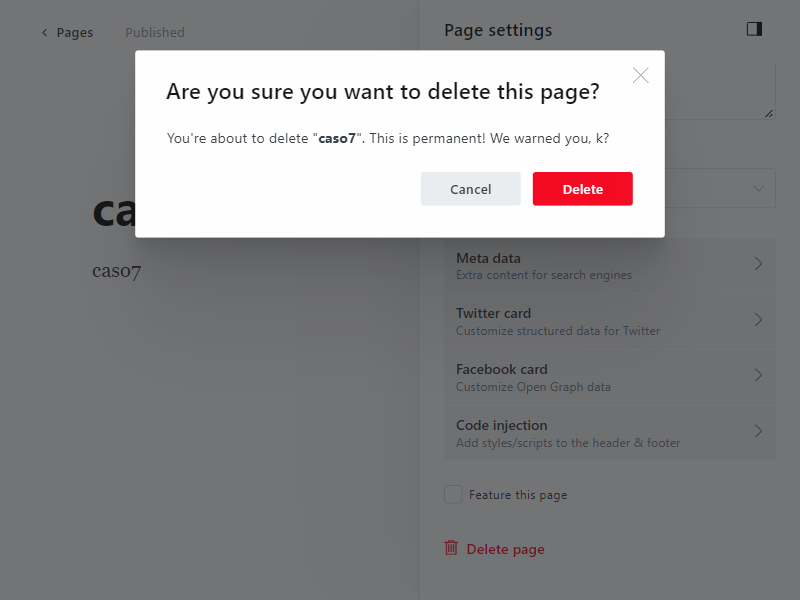 Pages Published
Page settings
Are you sure you want to delete this page?
You're about to delete "caso7". This is permanent! We warned you, k?
Cancel Delete
ca
caso7
Meta data
Extra content for search engines
Twitter card
Customize structured data for Twitter
Facebook card
Customize Open Graph data
Code injection
Add styles/scripts to the header & footer
Feature this page
Delete page